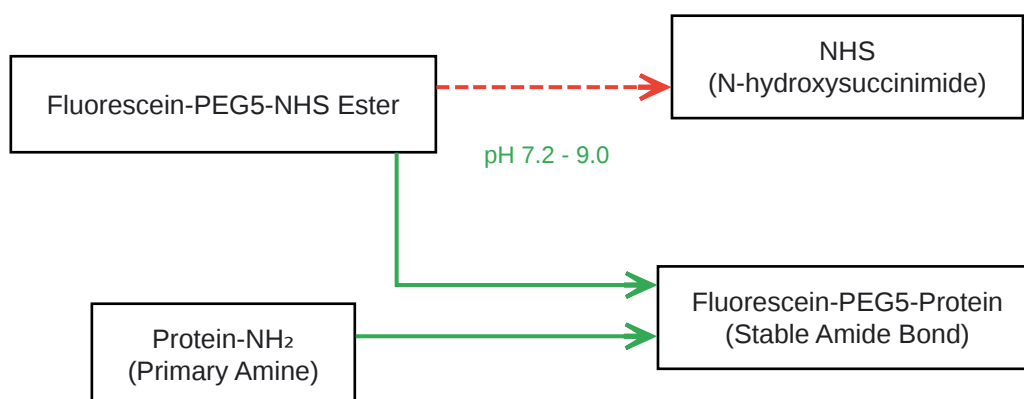 NHS
(N-hydroxysuccinimide)
Fluorescein-PEG5-NHS Ester
pH 7.2 - 9.0
Fluorescein-PEG5-Protein
(Stable Amide Bond)
Protein-NH₂
(Primary Amine)